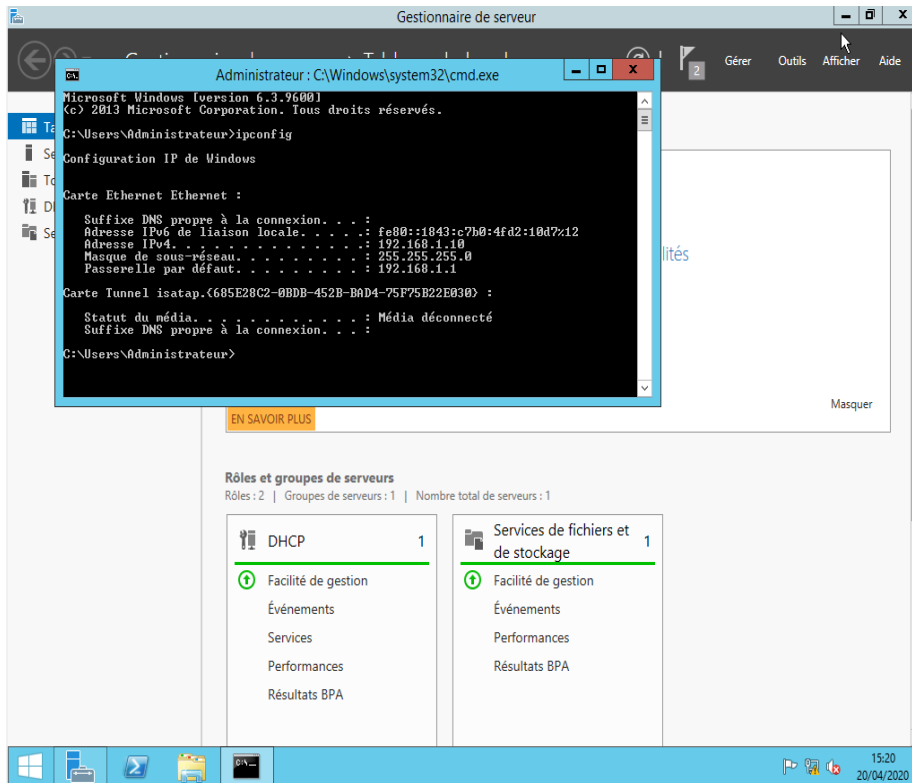 Gestionnaire de serveur
2
Gérer
Outils
Afficher
Aide
Administrateur : C:\Windows\system32\cmd.exe
Microsoft Windows [version 6.3.9600]
(c) 2013 Microsoft Corporation. Tous droits réservés.
C:\Users\Administrateur>ipconfig
Configuration IP de Windows
Carte Ethernet Ethernet :
Suffixe DNS propre à la connexion. . . :
Adresse IPv6 de liaison locale. . . . .: fe80::1843:c7b0:4fd2:10d7%12
Adresse IPv4. . . . . . . . . . . . . .: 192.168.1.10
Masque de sous-réseau. . . . . . . . . : 255.255.255.0
Passerelle par défaut. . . . . . . . . : 192.168.1.1
Carte Tunnel isatap.{685E28C2-0BDB-452B-BAD4-75F75B22E030} :
Statut du média. . . . . . . . . . . . : Média déconnecté
Suffixe DNS propre à la connexion. . . :
C:\Users\Administrateur>
lités
Masquer
EN SAVOIR PLUS
Rôles et groupes de serveurs
Rôles : 2 | Groupes de serveurs : 1 | Nombre total de serveurs : 1
DHCP 1
Facilité de gestion
Événements
Services
Performances
Résultats BPA
Services de fichiers et
de stockage 1
Facilité de gestion
Événements
Performances
Résultats BPA
15:20
20/04/2020